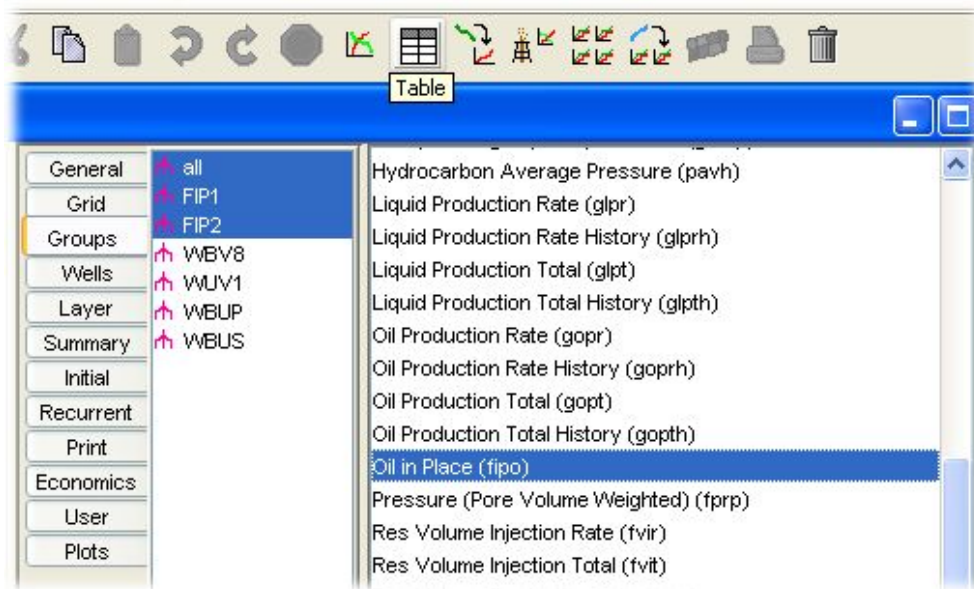 Table
General
Grid
Groups
Wells
Layer
Summary
Initial
Recurrent
Print
Economics
User
Plots
all
FIP1
FIP2
WBV8
WUV1
WBUP
WBUS
Hydrocarbon Average Pressure (pavh)
Liquid Production Rate (glpr)
Liquid Production Rate History (glprh)
Liquid Production Total (glpt)
Liquid Production Total History (glpth)
Oil Production Rate (gopr)
Oil Production Rate History (goprh)
Oil Production Total (gopt)
Oil Production Total History (gopth)
Oil in Place (fipo)
Pressure (Pore Volume Weighted) (fprp)
Res Volume Injection Rate (fvir)
Res Volume Injection Total (fvit)